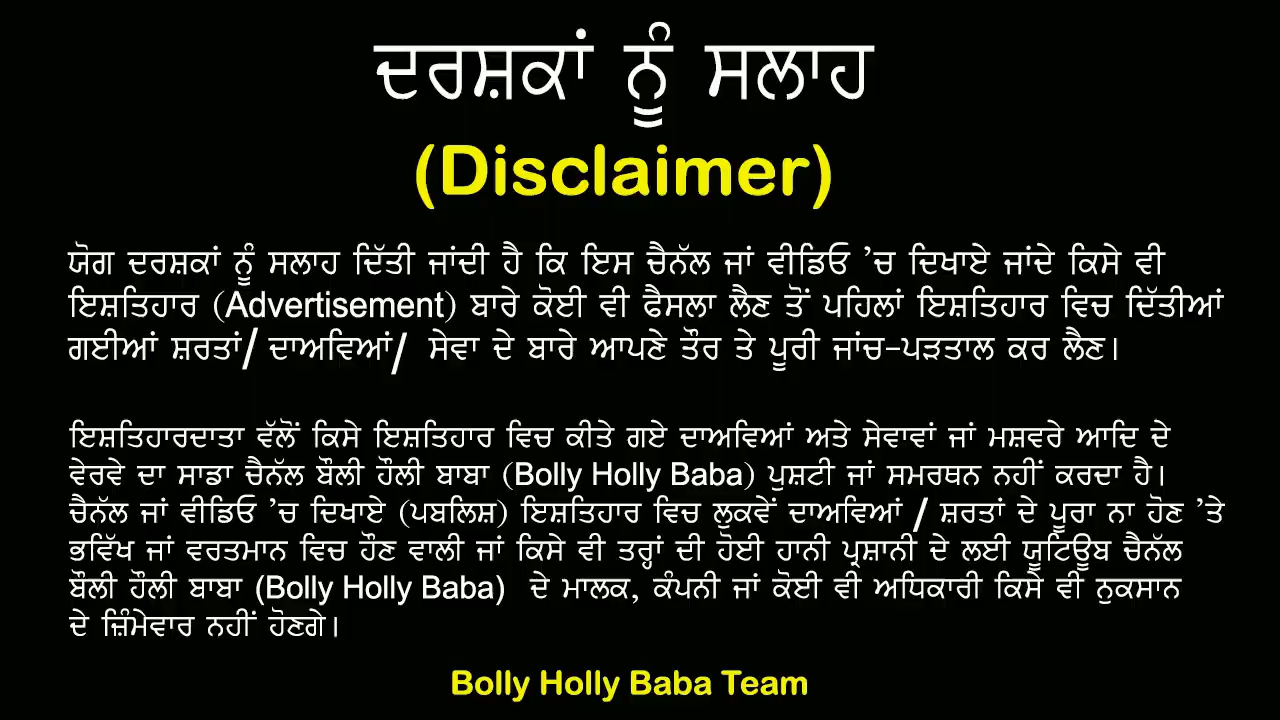 ਦਰਸ਼ਕਾਂ ਨੂੰ ਸਲਾਹ
(Disclaimer)
ਯੋਗ ਦਰਸ਼ਕਾਂ ਨੂੰ ਸਲਾਹ ਦਿੱਤੀ ਜਾਂਦੀ ਹੈ ਕਿ ਇਸ ਚੈਨੱਲ ਜਾਂ ਵੀਡਿਓ ’ਚ ਦਿਖਾਏ ਜਾਂਦੇ ਕਿਸੇ ਵੀ
ਇਸ਼ਤਿਹਾਰ (Advertisement) ਬਾਰੇ ਕੋਈ ਵੀ ਫੈਸਲਾ ਲੈਣ ਤੋਂ ਪਹਿਲਾਂ ਇਸ਼ਤਿਹਾਰ ਵਿਚ ਦਿੱਤੀਆਂ
ਗਈਆਂ ਸ਼ਰਤਾਂ/ ਦਾਅਵਿਆਂ/ ਸੇਵਾ ਦੇ ਬਾਰੇ ਆਪਣੇ ਤੌਰ ਤੇ ਪੂਰੀ ਜਾਂਚ-ਪੜਤਾਲ ਕਰ ਲੈਣ।
ਇਸ਼ਤਿਹਾਰਦਾਤਾ ਵੱਲੋਂ ਕਿਸੇ ਇਸ਼ਤਿਹਾਰ ਵਿਚ ਕੀਤੇ ਗਏ ਦਾਅਵਿਆਂ ਅਤੇ ਸੇਵਾਵਾਂ ਜਾਂ ਮਸ਼ਵਰੇ ਆਦਿ ਦੇ
ਵੇਰਵੇ ਦਾ ਸਾਡਾ ਚੈਨੱਲ ਬੌਲੀ ਹੌਲੀ ਬਾਬਾ (Bolly Holly Baba) ਪੁਸ਼ਟੀ ਜਾਂ ਸਮਰਥਨ ਨਹੀਂ ਕਰਦਾ ਹੈ।
ਚੈਨੱਲ ਜਾਂ ਵੀਡਿਓ ’ਚ ਦਿਖਾਏ (ਪਬਲਿਸ਼) ਇਸ਼ਤਿਹਾਰ ਵਿਚ ਲੁਕਵੇਂ ਦਾਅਵਿਆਂ / ਸ਼ਰਤਾਂ ਦੇ ਪੂਰਾ ਨਾ ਹੋਣ ’ਤੇ
ਭਵਿੱਖ ਜਾਂ ਵਰਤਮਾਨ ਵਿਚ ਹੌਣ ਵਾਲੀ ਜਾਂ ਕਿਸੇ ਵੀ ਤਰ੍ਹਾਂ ਦੀ ਹੋਈ ਹਾਨੀ ਪ੍ਰਸ਼ਾਨੀ ਦੇ ਲਈ ਯੂਟਿਊਬ ਚੈਨੱਲ
ਬੌਲੀ ਹੌਲੀ ਬਾਬਾ (Bolly Holly Baba) ਦੇ ਮਾਲਕ, ਕੰਪਨੀ ਜਾਂ ਕੋਈ ਵੀ ਅਧਿਕਾਰੀ ਕਿਸੇ ਵੀ ਨੁਕਸਾਨ
ਦੇ ਜ਼ਿੰਮੇਵਾਰ ਨਹੀਂ ਹੋਣਗੇ।
Bolly Holly Baba Team